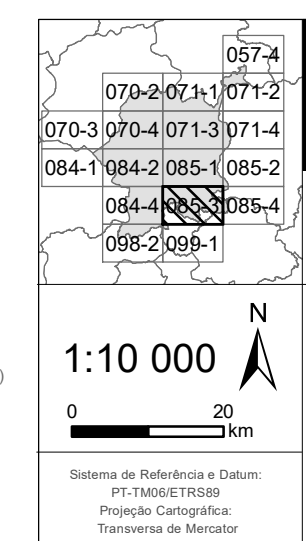 057-4
070-2 071-1 071-2
070-3 070-4 071-3 071-4
084-1 084-2 085-1 085-2
084-4 085-3 085-4
098-2 099-1
N
1:10 000
)
0 20
km
Sistema de Referência e Datum:
PT-TM06/ETRS89
Projeção Cartográfica:
Transversa de Mercator